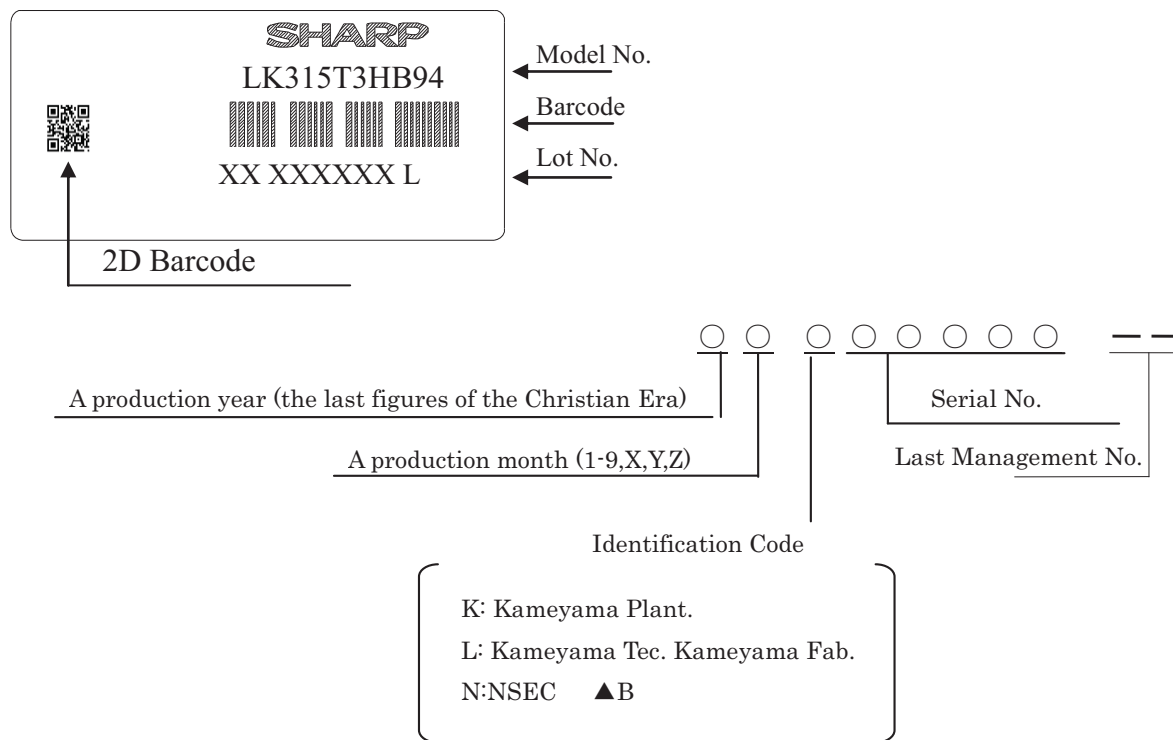 SHARP
LK315T3HB94
XX XXXXXX L
Model No.
Barcode
Lot No.
2D Barcode
○ ○ ○ ○ ○ ○ ○ ○ — —
A production year (the last figures of the Christian Era)
Serial No.
A production month (1-9,X,Y,Z)
Last Management No.
Identification Code
K: Kameyama Plant.
L: Kameyama Tec. Kameyama Fab.
N:NSEC ▲B